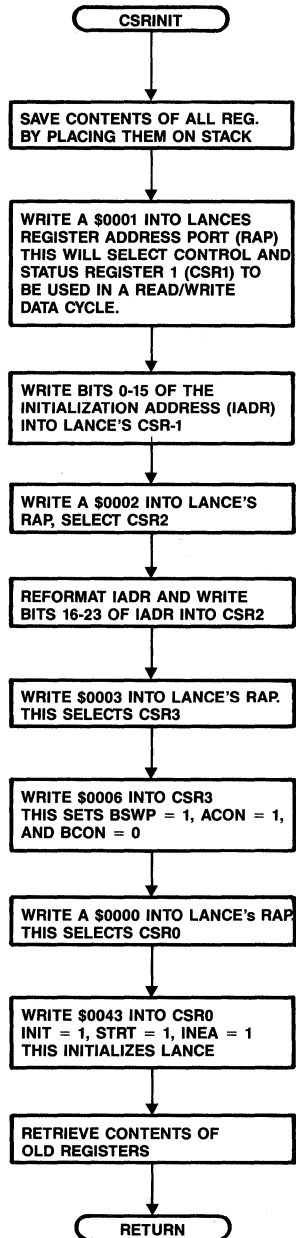 CSRINIT
SAVE CONTENTS OF ALL REG.
BY PLACING THEM ON STACK
WRITE A $0001 INTO LANCES
REGISTER ADDRESS PORT (RAP)
THIS WILL SELECT CONTROL AND
STATUS REGISTER 1 (CSR1) TO
BE USED IN A READ/WRITE
DATA CYCLE.
WRITE BITS 0-15 OF THE
INITIALIZATION ADDRESS (IADR)
INTO LANCE'S CSR-1
WRITE A $0002 INTO LANCE'S
RAP, SELECT CSR2
REFORMAT IADR AND WRITE
BITS 16-23 OF IADR INTO CSR2
WRITE $0003 INTO LANCE'S RAP.
THIS SELECTS CSR3
WRITE $0006 INTO CSR3
THIS SETS BSWP = 1, ACON = 1,
AND BCON = 0
WRITE A $0000 INTO LANCE's RAP.
THIS SELECTS CSR0
WRITE $0043 INTO CSR0
INIT = 1, STRT = 1, INEA = 1
THIS INITIALIZES LANCE
RETRIEVE CONTENTS OF
OLD REGISTERS
RETURN